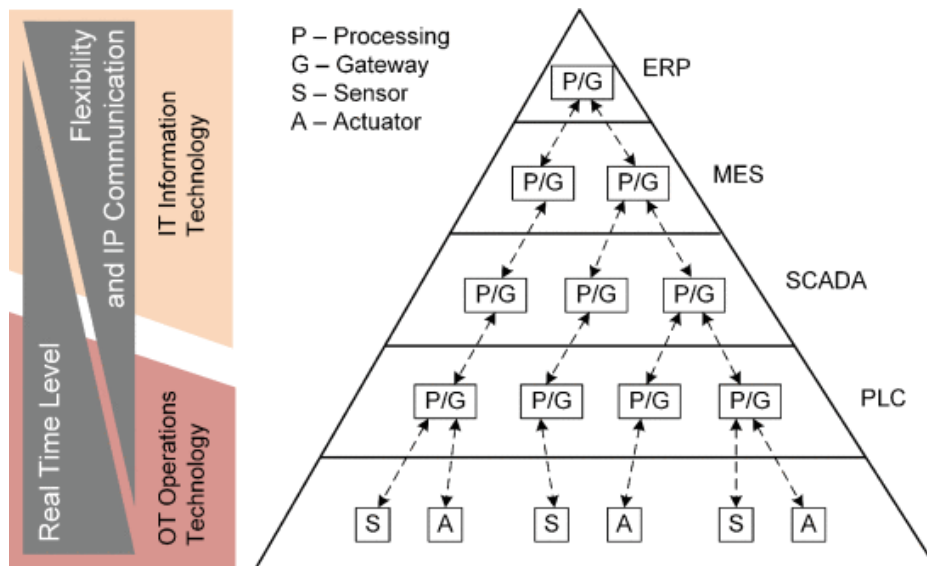 P – Processing
G – Gateway
S – Sensor
A – Actuator
Flexibility
and IP Communication
IT Information
Technology
Real Time Level
OT Operations
Technology
ERP
P/G
MES
P/G P/G
SCADA
P/G P/G P/G
PLC
P/G P/G P/G P/G
S A S A S A